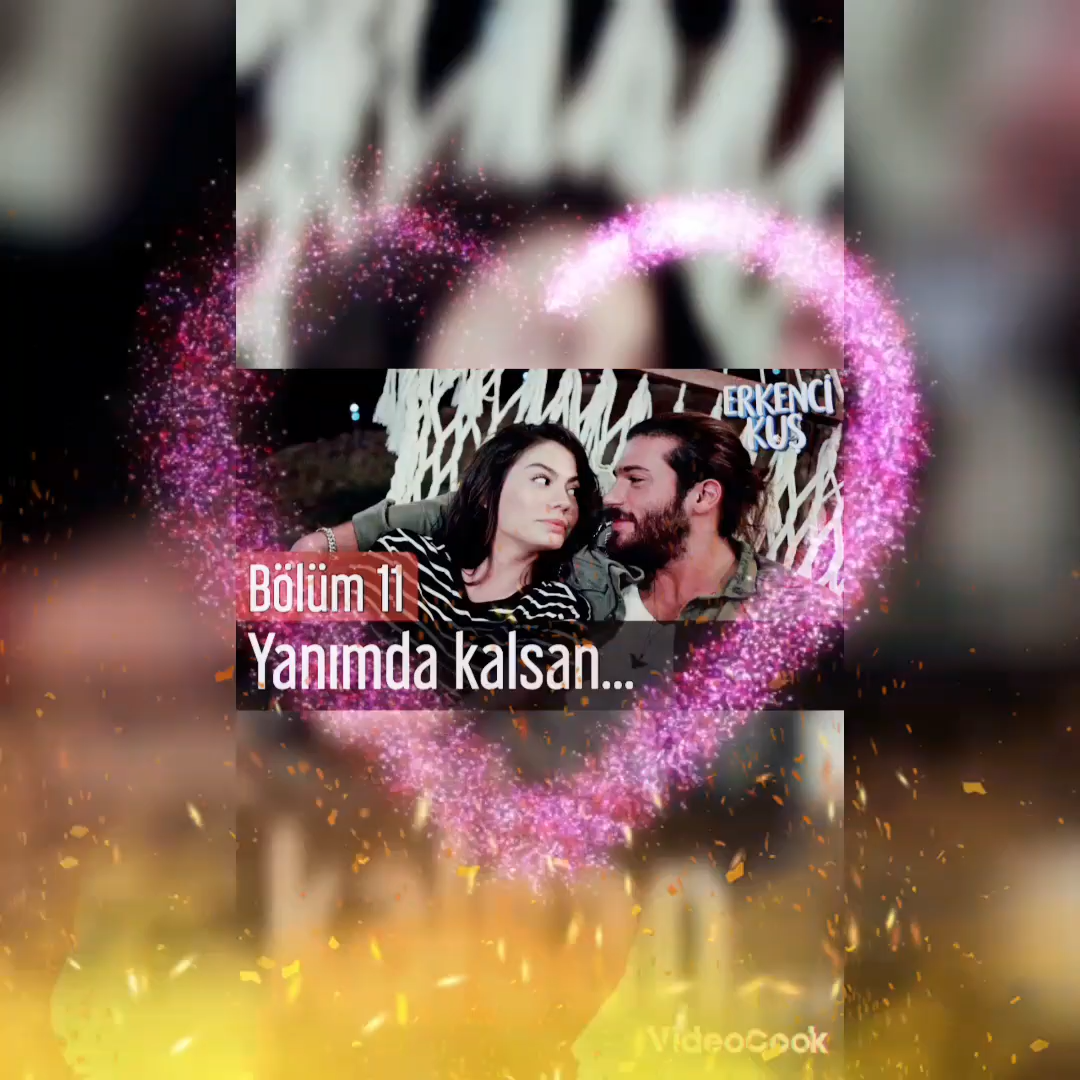 ERKENCİ
KUŞ
Bölüm 11
Yanımda kalsan...
VideoCook